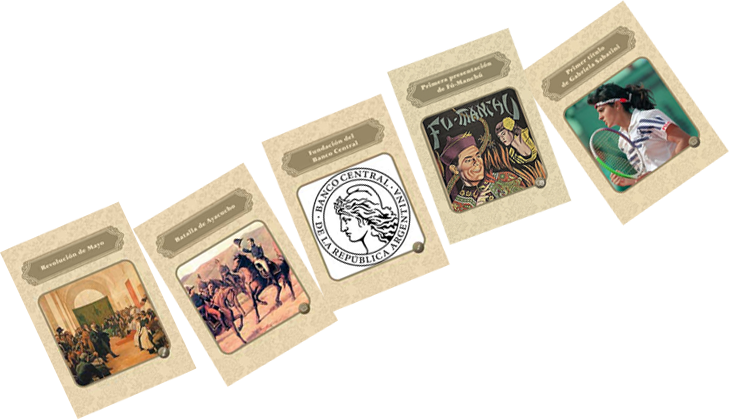 Revolución de Mayo
Batalla de Ayacucho
Fundación del
Banco Central
· BANCO CENTRAL ·
DE LA REPÚBLICA ARGENTINA
Primera presentación
de Fú-Manchú
FU-MANCHU
Primer título
de Gabriela Sabatini